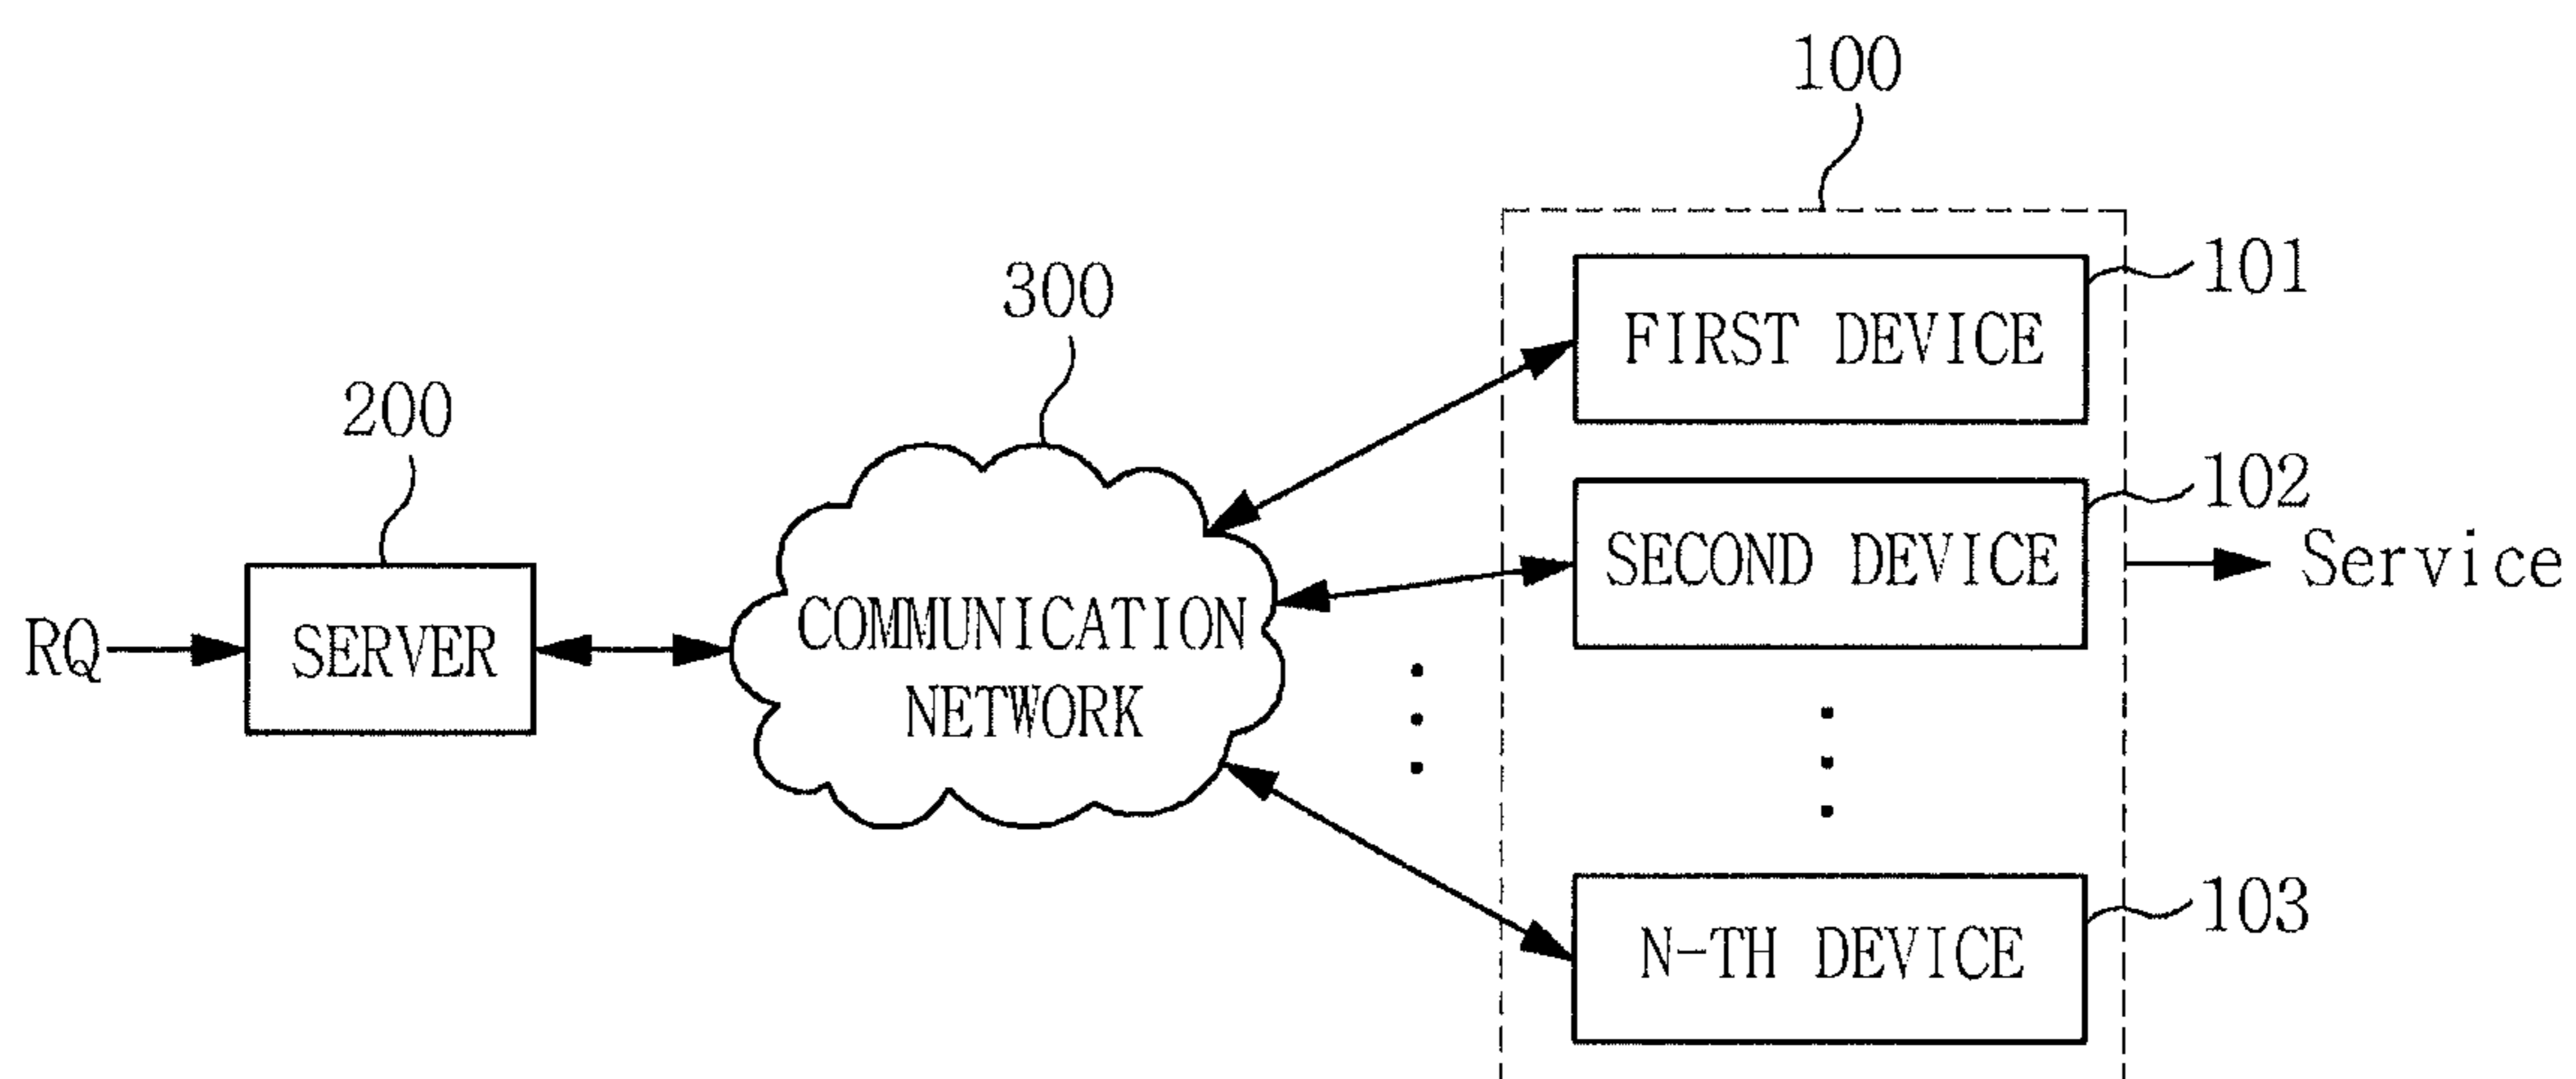 100
101
300
FIRST DEVICE
200
102
SECOND DEVICE
Service
RQ
SERVER
COMMUNICATION
NETWORK
103
N-TH DEVICE